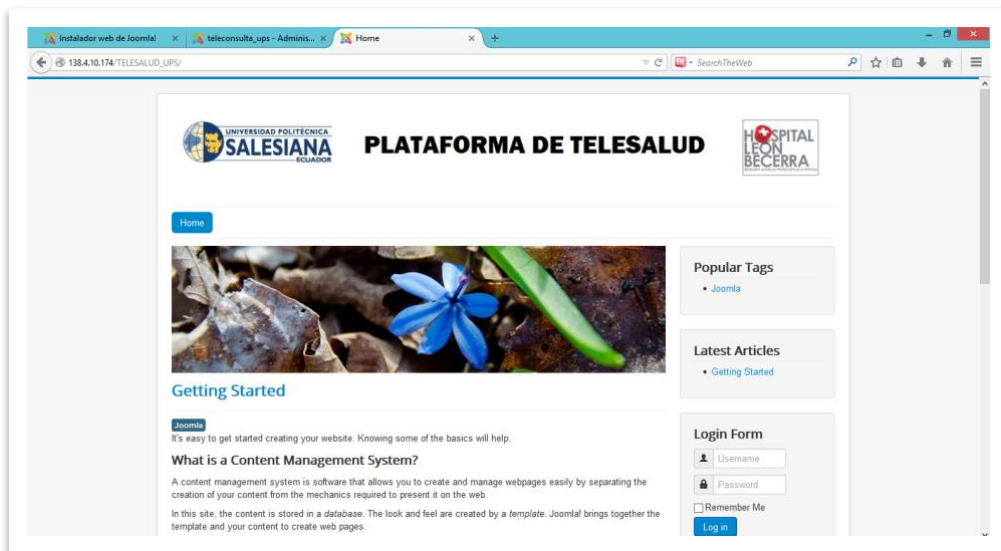 Instalador web de Joomla!
teleconsulta_ups - Adminis...
Home
138.4.10.174/TELESALUD_UPS/
SearchTheWeb
UNIVERSIDAD POLITÉCNICA
SALESIANA
ECUADOR
PLATAFORMA DE TELESALUD
HOSPITAL
LEÓN
BECERRA
Home
Getting Started
Joomla
It's easy to get started creating your website. Knowing some of the basics will help.
What is a Content Management System?
A content management system is software that allows you to create and manage webpages easily by separating the
creation of your content from the mechanics required to present it on the web.
In this site, the content is stored in a database. The look and feel are created by a template. Joomla! brings together the
template and your content to create web pages.
Popular Tags
Joomla
Latest Articles
Getting Started
Login Form
Username
Password
Remember Me
Log in